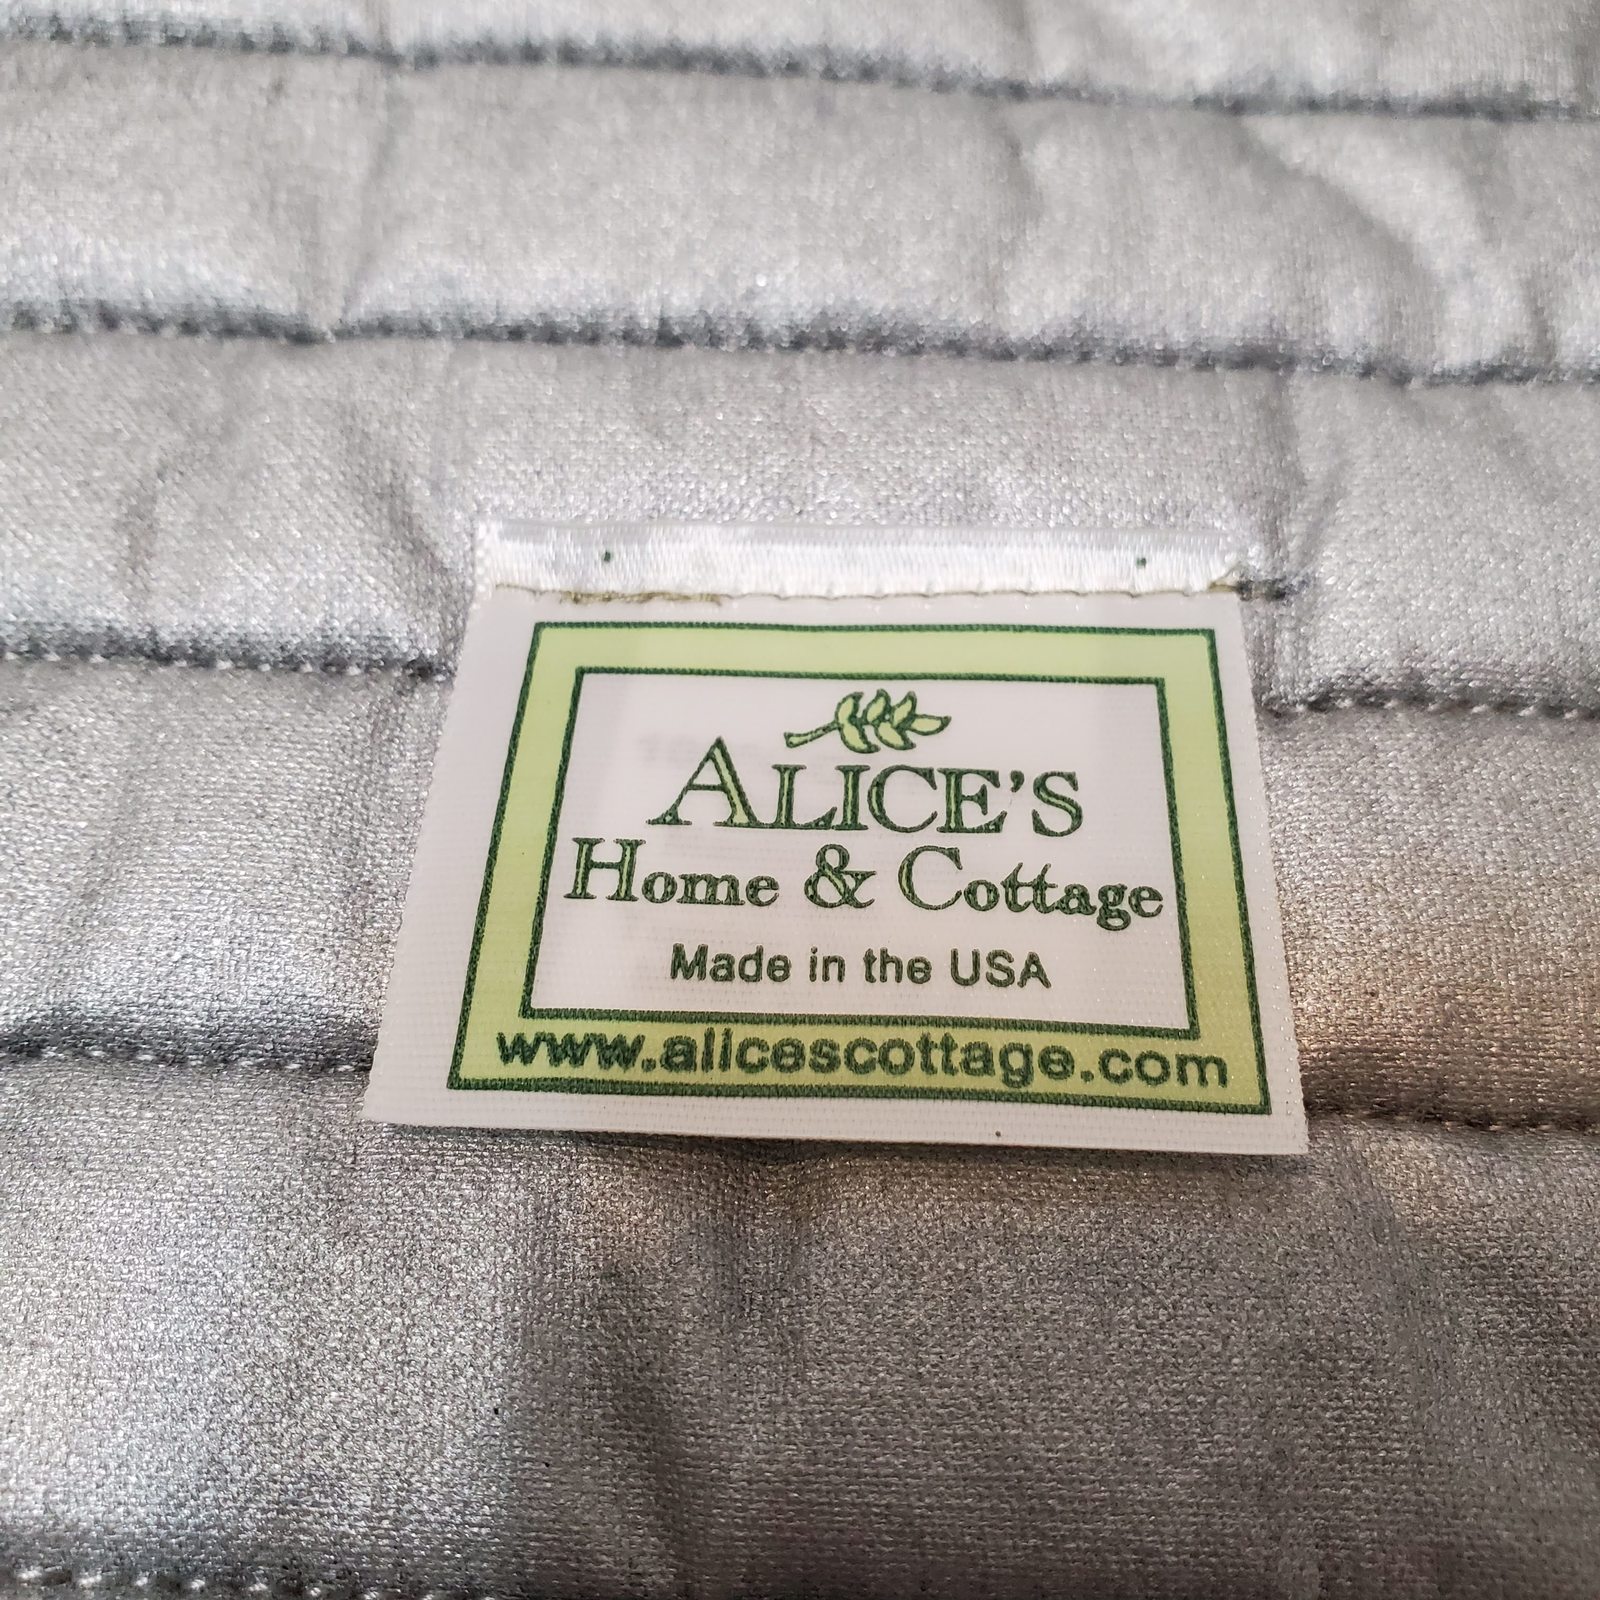 ALICE'S
Home & Cottage
Made in the USA
www.alicescottage.com